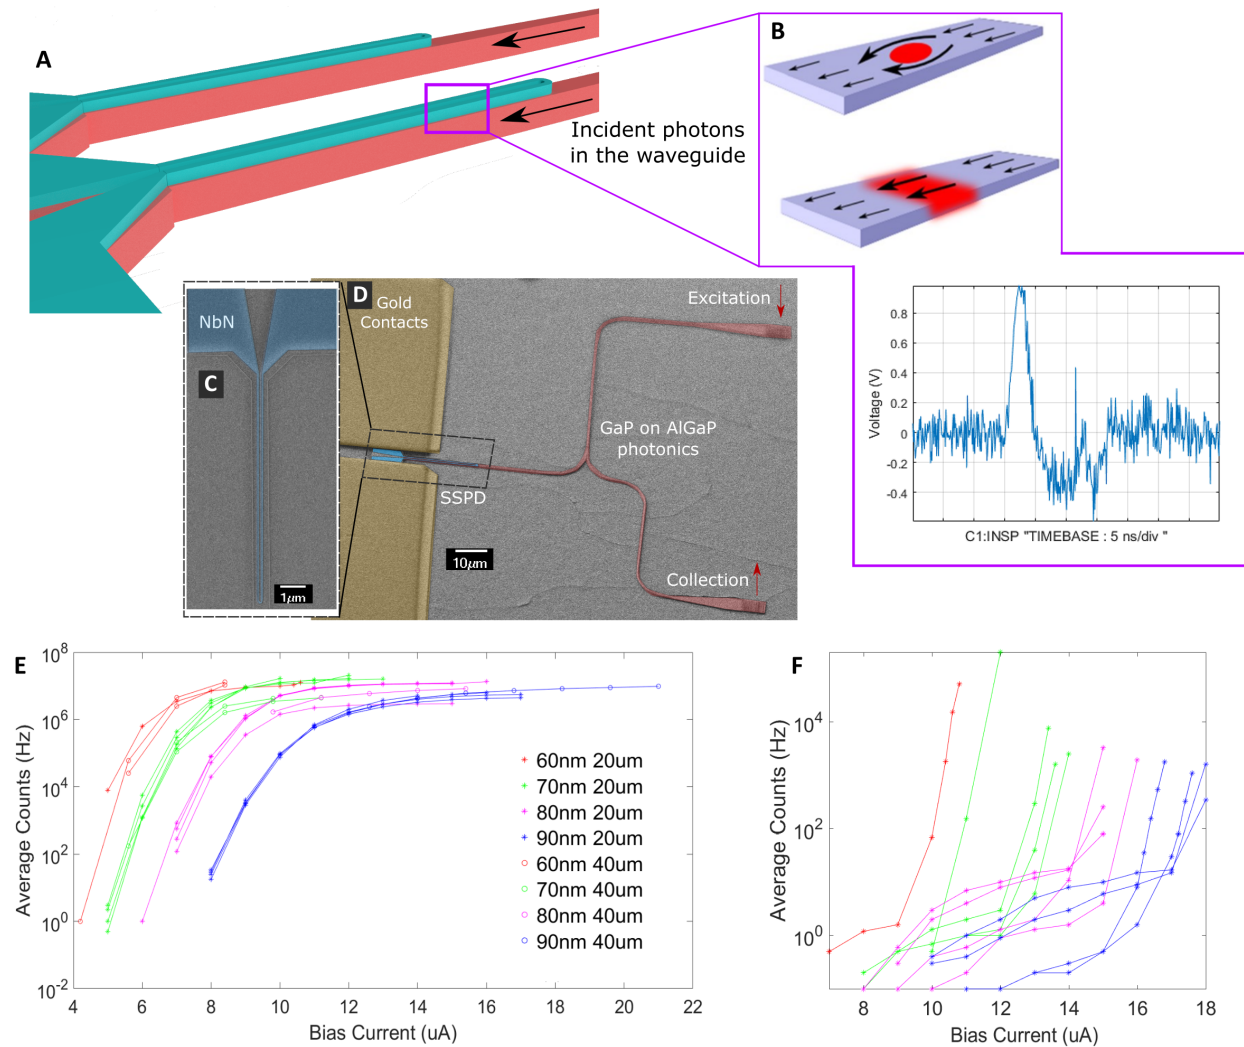 A
B
Incident photons
in the waveguide
NbN
C
1μm
D
Gold
Contacts
Excitation
GaP on AlGaP
photonics
SSPD
10μm
Collection
Voltage (V)
0.8
0.6
0.4
0.2
0
-0.2
-0.4
C1:INSP "TIMEBASE : 5 ns/div "
E
Average Counts (Hz)
10^8
10^6
10^4
10^2
10^0
10^-2
4
6
8
10
12
14
16
18
20
22
Bias Current (uA)
60nm 20um
70nm 20um
80nm 20um
90nm 20um
60nm 40um
70nm 40um
80nm 40um
90nm 40um
F
Average Counts (Hz)
10^4
10^2
10^0
8
10
12
14
16
18
Bias Current (uA)